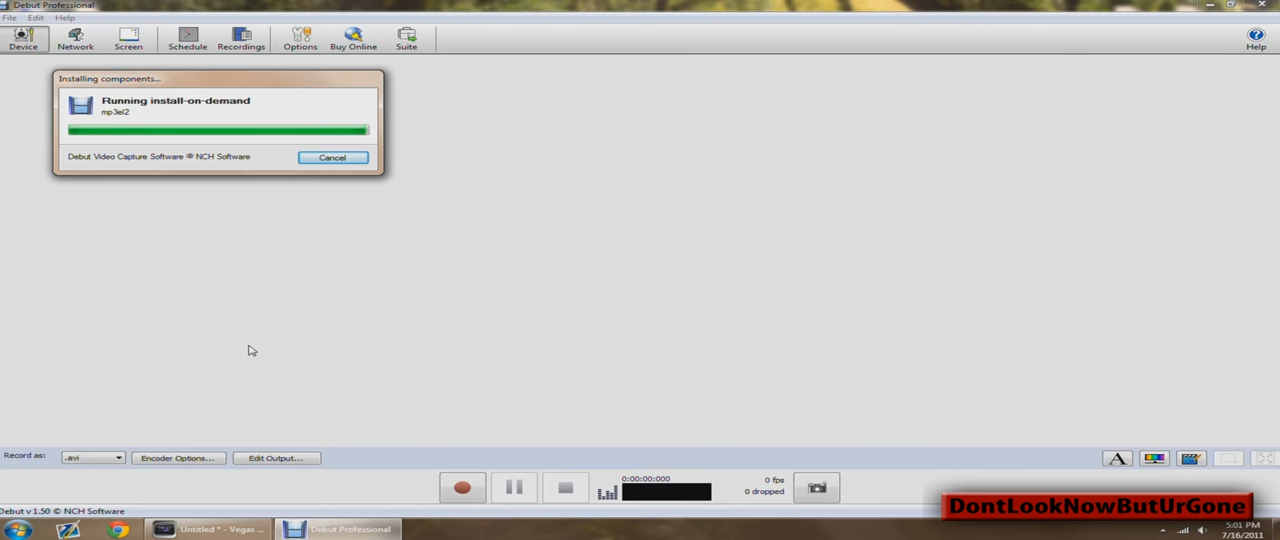 Debut Professional
File Edit Help
Device Network Screen Schedule Recordings Options Buy Online Suite Help
Installing components...
Running install-on-demand
mp3el2
Debut Video Capture Software © NCH Software Cancel
Record as: .avi Encoder Options... Edit Output... A
0:00:00:000 0 fps
0 dropped
DontLookNowButUrGone
Debut v 1.50 © NCH Software
Untitled * - Vegas ... Debut Professional 5:01 PM
7/16/2011